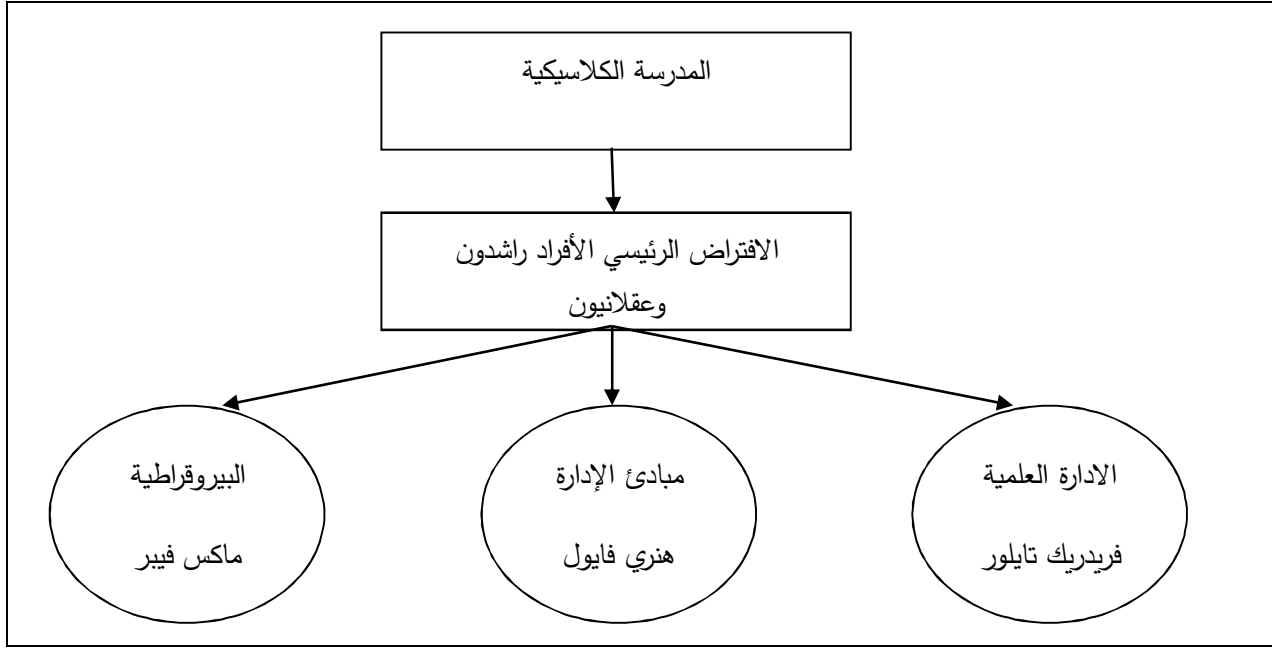 المدرسة الكلاسيكية
الافتراض الرئيسي الأفراد راشدون
وعقلانيون
الادارة العلمية
فريدريك تايلور
مبادئ الإدارة
هنري فايول
البيروقراطية
ماكس فيبر